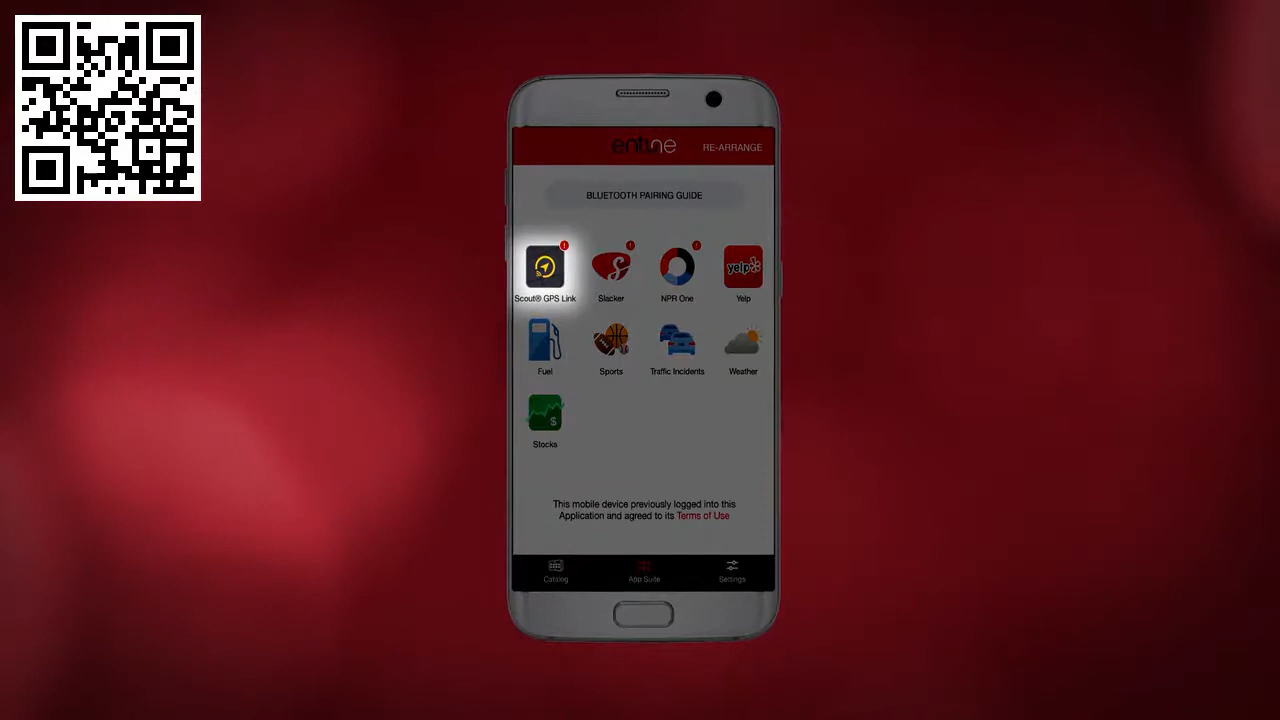 entune
RE-ARRANGE
BLUETOOTH PAIRING GUIDE
Scout® GPS Link
Slacker
NPR One
Yelp
yelp
Fuel
Sports
Traffic Incidents
Weather
Stocks
This mobile device previously logged into this
Application and agreed to its Terms of Use
Catalog
App Suite
Settings